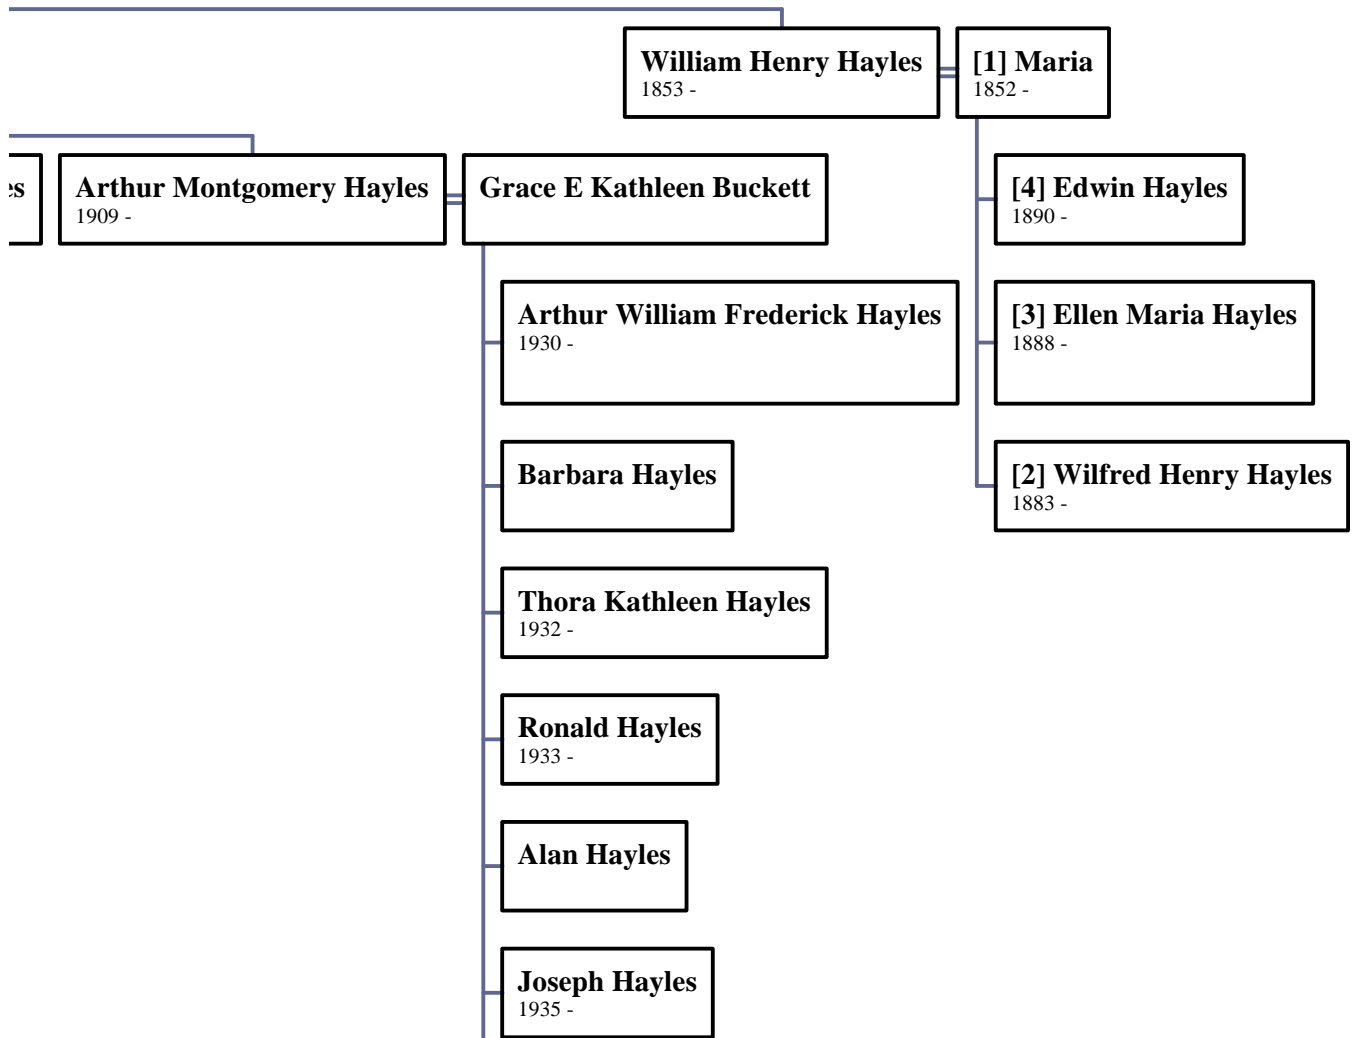 William Henry Hayles
1853 -
[1] Maria
1852 -
es
Arthur Montgomery Hayles
1909 -
Grace E Kathleen Buckett
[4] Edwin Hayles
1890 -
Arthur William Frederick Hayles
1930 -
[3] Ellen Maria Hayles
1888 -
Barbara Hayles
[2] Wilfred Henry Hayles
1883 -
Thora Kathleen Hayles
1932 -
Ronald Hayles
1933 -
Alan Hayles
Joseph Hayles
1935 -